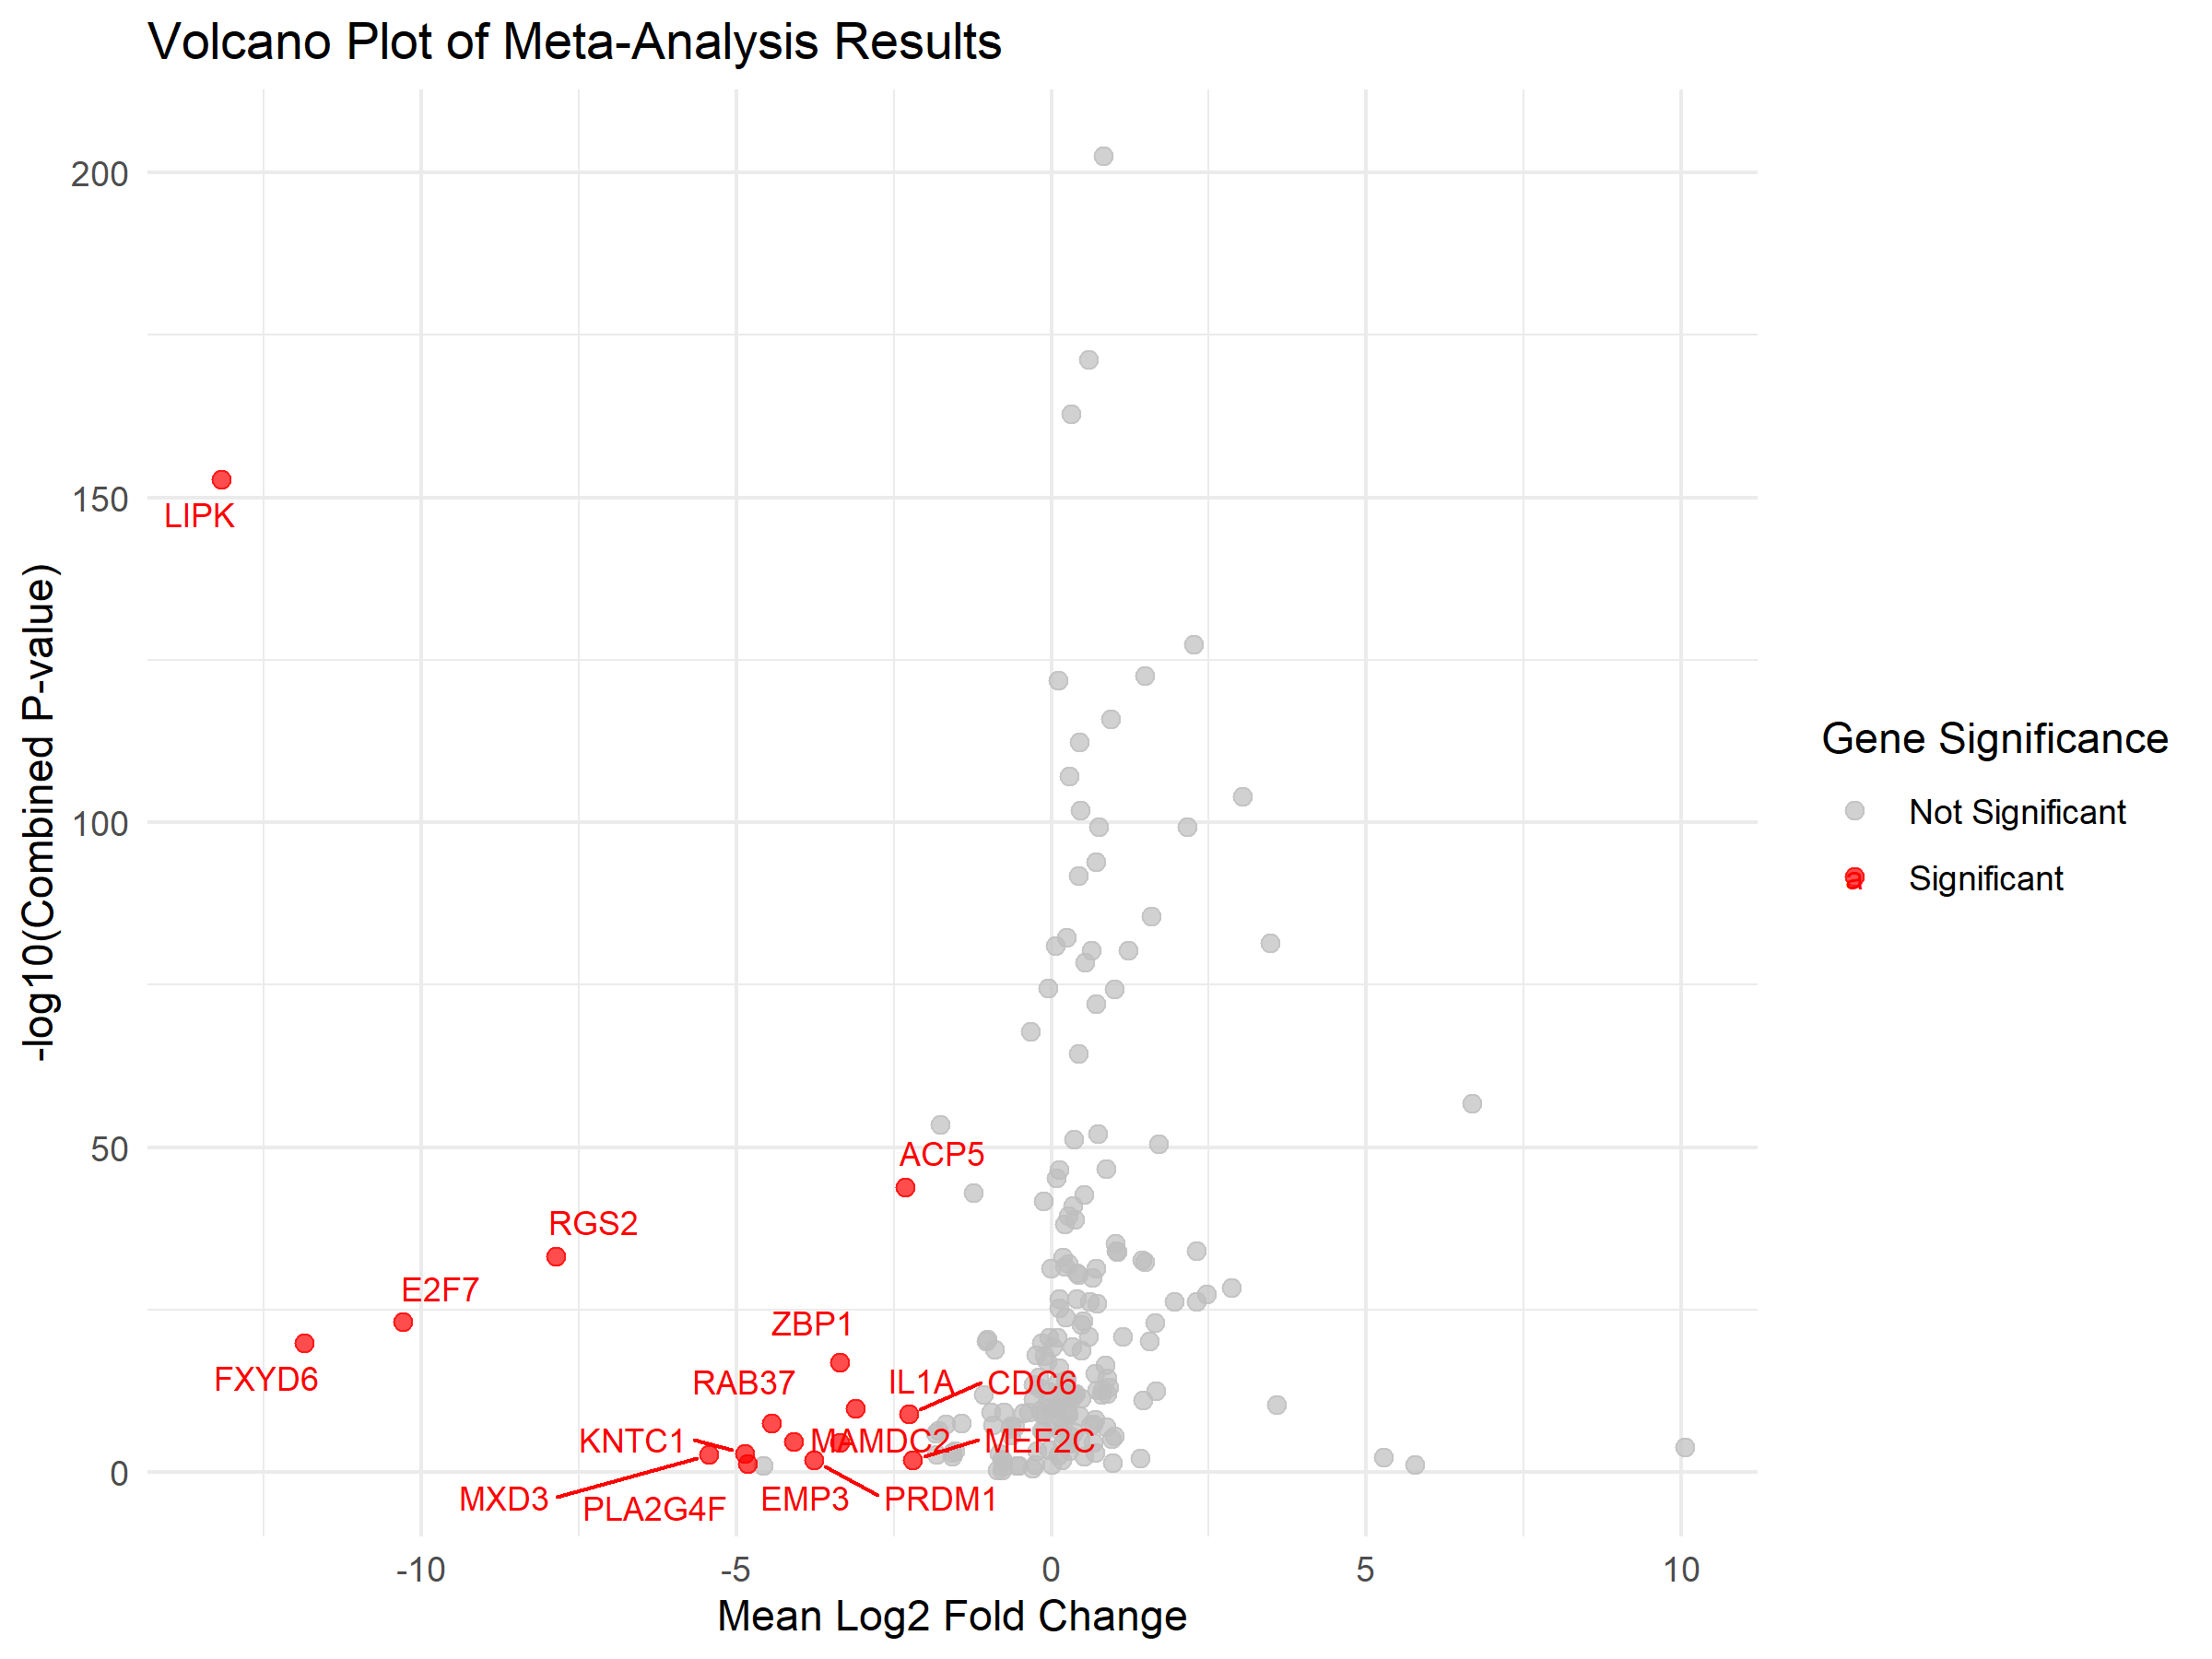 Volcano Plot of Meta-Analysis Results
-log10(Combined P-value)
200
150
100
50
0
LIPK
ACP5
RGS2
E2F7
FXYD6
ZBP1
RAB37
IL1A
CDC6
KNTC1
MAMDC2
MEF2C
MXD3
PLA2G4F
EMP3
PRDM1
-10
-5
0
5
10
Mean Log2 Fold Change
Gene Significance
Not Significant
a
Significant